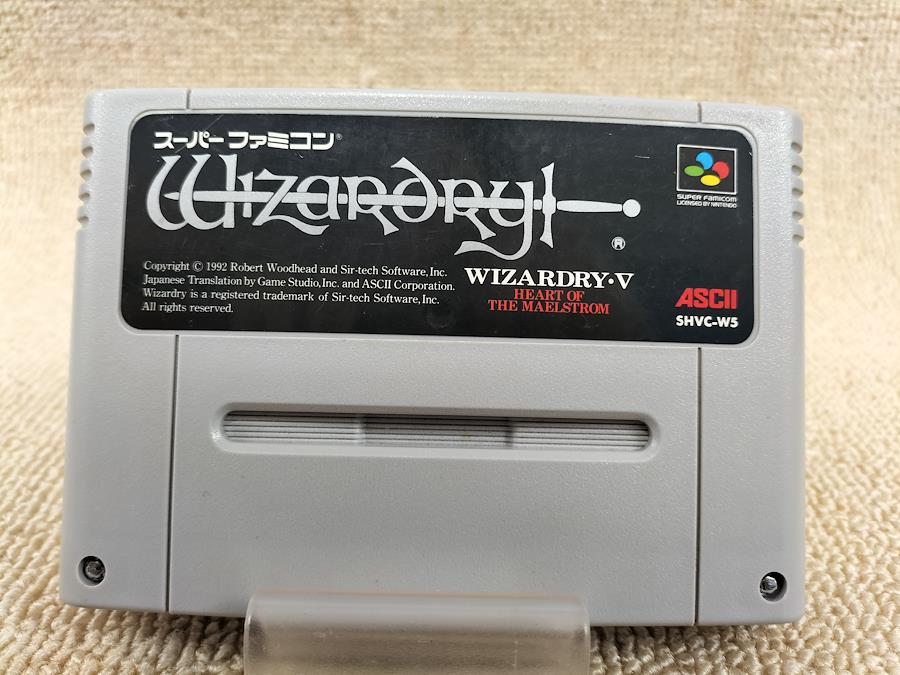 スーパーファミコン®
Wizardry
®
SUPER FAMICOM
LICENSED BY NINTENDO
Copyright © 1992 Robert Woodhead and Sir-tech Software, Inc.
Japanese Translation by Game Studio, Inc. and ASCII Corporation.
Wizardry is a registered trademark of Sir-tech Software, Inc.
All rights reserved.
WIZARDRY·V
HEART OF
THE MAELSTROM
ASCII
SHVC-W5